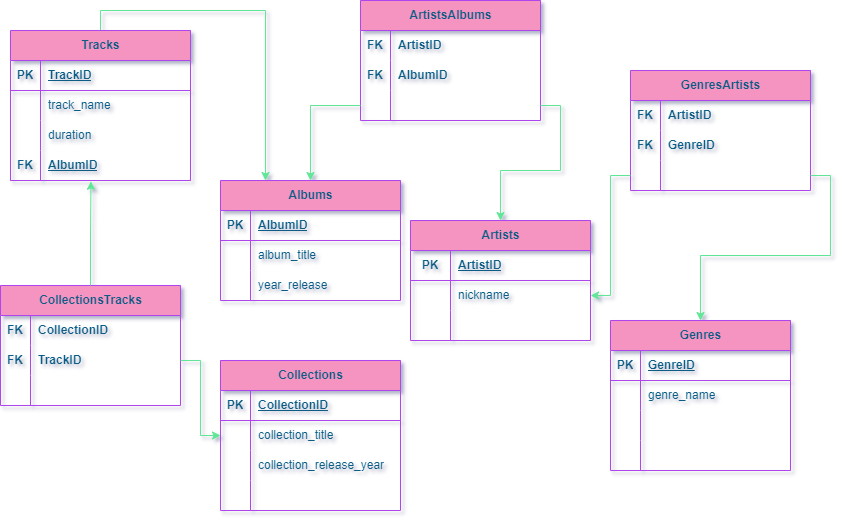 Tracks
PK TrackID
track_name
duration
FK AlbumID
ArtistsAlbums
FK ArtistID
FK AlbumID
GenresArtists
FK ArtistID
FK GenreID
Albums
PK AlbumID
album_title
year_release
Artists
PK ArtistID
nickname
CollectionsTracks
FK CollectionID
FK TrackID
Collections
PK CollectionID
collection_title
collection_release_year
Genres
PK GenreID
genre_name